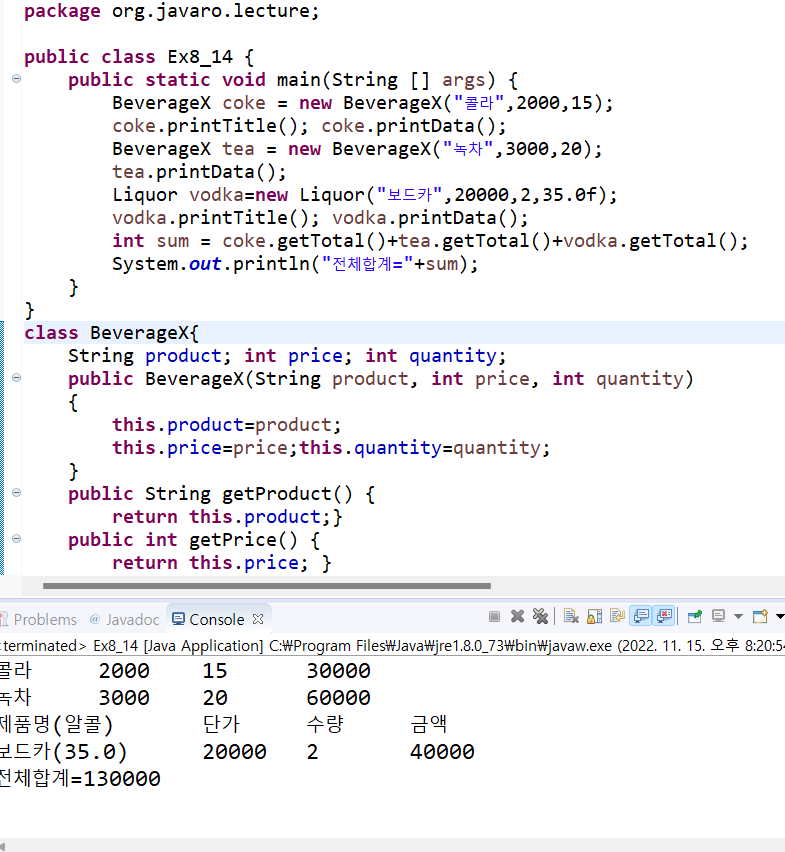 package org.javaro.lecture;
public class Ex8_14 {
public static void main(String [] args) {
BeverageX coke = new BeverageX("콜라",2000,15);
coke.printTitle(); coke.printData();
BeverageX tea = new BeverageX("녹차",3000,20);
tea.printData();
Liquor vodka=new Liquor("보드카",20000,2,35.0f);
vodka.printTitle(); vodka.printData();
int sum = coke.getTotal()+tea.getTotal()+vodka.getTotal();
System.out.println("전체합계="+sum);
}
}
class BeverageX{
String product; int price; int quantity;
public BeverageX(String product, int price, int quantity)
{
this.product=product;
this.price=price;this.quantity=quantity;
}
public String getProduct() {
return this.product;}
public int getPrice() {
return this.price; }
Problems @ Javadoc Console
<terminated> Ex8_14 [Java Application] C:₩Program Files₩Java₩jre1.8.0_73₩bin₩javaw.exe (2022. 11. 15. 오후 8:20:54
콜라 2000 15 30000
녹차 3000 20 60000
제품명(알콜) 단가 수량 금액
보드카(35.0) 20000 2 40000
전체합계=130000